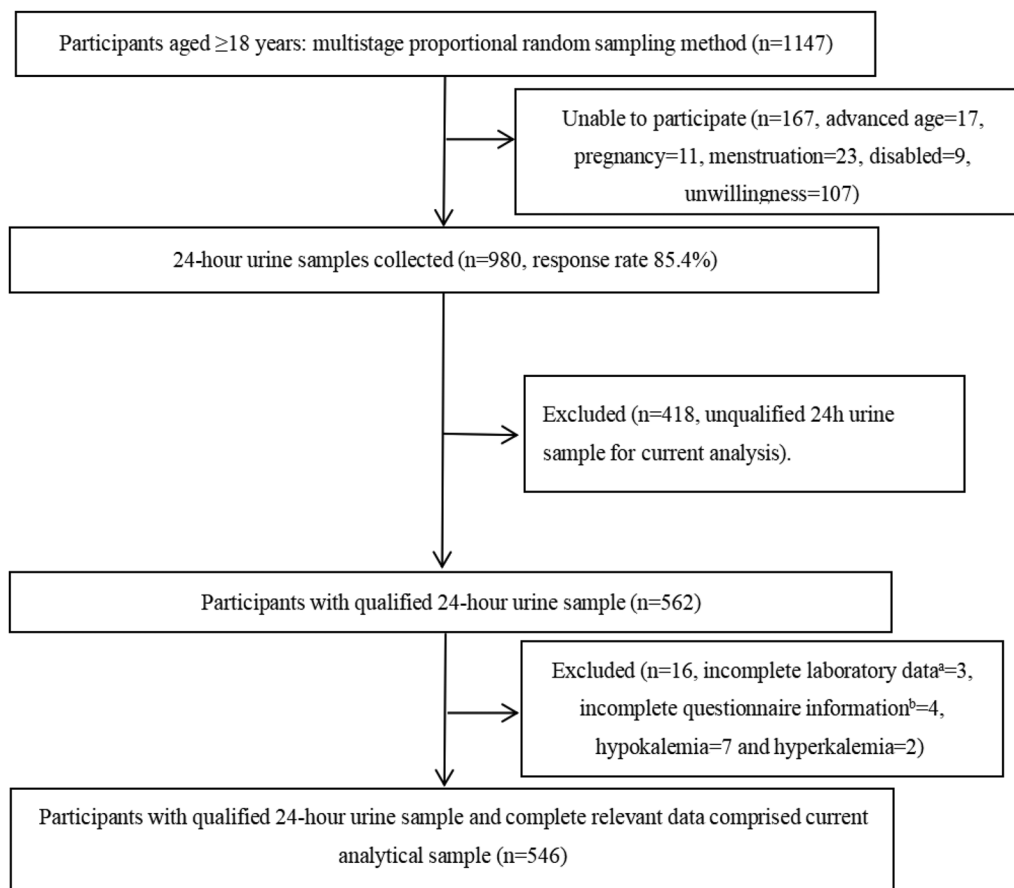 Participants aged ≥18 years: multistage proportional random sampling method (n=1147)
Unable to participate (n=167, advanced age=17,
pregnancy=11, menstruation=23, disabled=9,
unwillingness=107)
24-hour urine samples collected (n=980, response rate 85.4%)
Excluded (n=418, unqualified 24h urine
sample for current analysis).
Participants with qualified 24-hour urine sample (n=562)
Excluded (n=16, incomplete laboratory dataᵃ=3,
incomplete questionnaire informationᵇ=4,
hypokalemia=7 and hyperkalemia=2)
Participants with qualified 24-hour urine sample and complete relevant data comprised current
analytical sample (n=546)